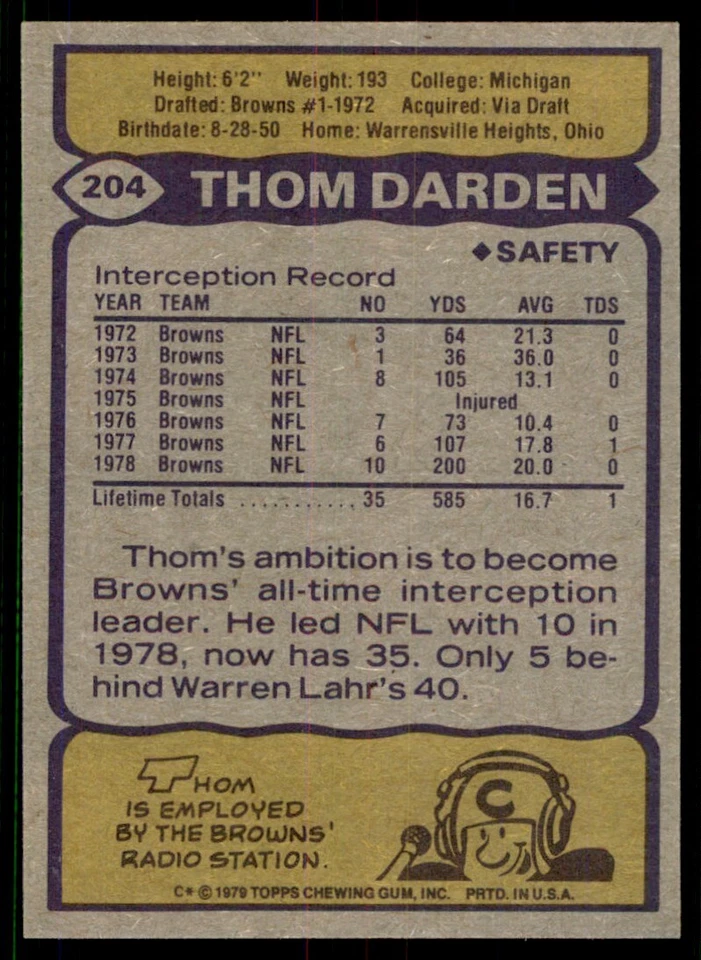 Height: 6'2" Weight: 193 College: Michigan
Drafted: Browns #1-1972 Acquired: Via Draft
Birthdate: 8-28-50 Home: Warrensville Heights, Ohio
204 THOM DARDEN
◆SAFETY
Interception Record
YEAR TEAM NO YDS AVG TDS
1972 Browns NFL 3 64 21.3 0
1973 Browns NFL 1 36 36.0 0
1974 Browns NFL 8 105 13.1 0
1975 Browns NFL Injured
1976 Browns NFL 7 73 10.4 0
1977 Browns NFL 6 107 17.8 1
1978 Browns NFL 10 200 20.0 0
Lifetime Totals ........... 35 585 16.7 1
Thom's ambition is to become
Browns' all-time interception
leader. He led NFL with 10 in
1978, now has 35. Only 5 be-
hind Warren Lahr's 40.
THOM
IS EMPLOYED
BY THE BROWNS'
RADIO STATION.
C
C* © 1979 TOPPS CHEWING GUM, INC. PRTD. IN U.S.A.